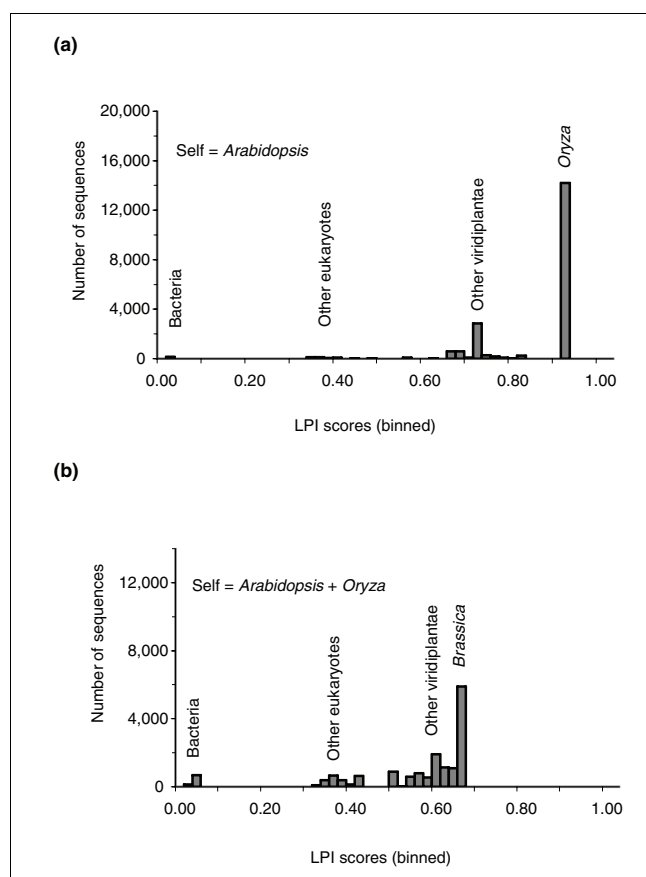 (a)
20,000
16,000
12,000
8,000
4,000
0
Number of sequences
Self = Arabidopsis
Bacteria
Other eukaryotes
Other viridiplantae
Oryza
0.00 0.20 0.40 0.60 0.80 1.00
LPI scores (binned)
(b)
12,000
8,000
4,000
0
Number of sequences
Self = Arabidopsis + Oryza
Bacteria
Other eukaryotes
Other viridiplantae
Brassica
0.00 0.20 0.40 0.60 0.80 1.00
LPI scores (binned)